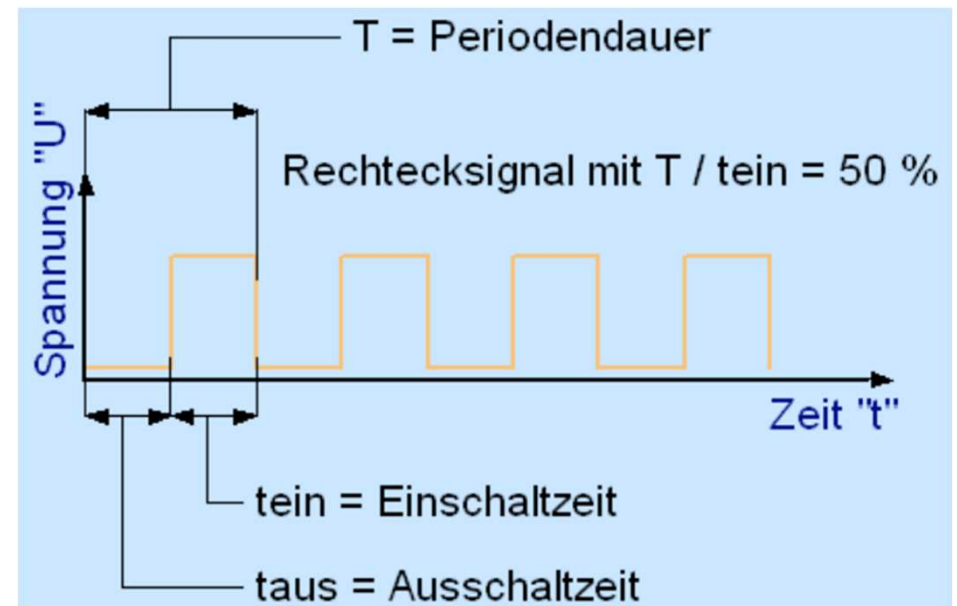 T = Periodendauer
Spannung "U"
Rechtecksignal mit T / tein = 50 %
Zeit "t"
tein = Einschaltzeit
taus = Ausschaltzeit